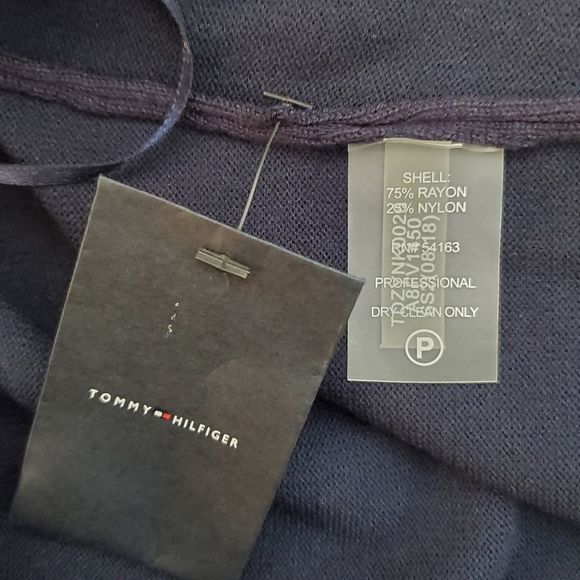 SHELL:
75% RAYON
25% NYLON
RN# 54163
PROFESSIONAL
DRY CLEAN ONLY
P
TOMMY HILFIGER